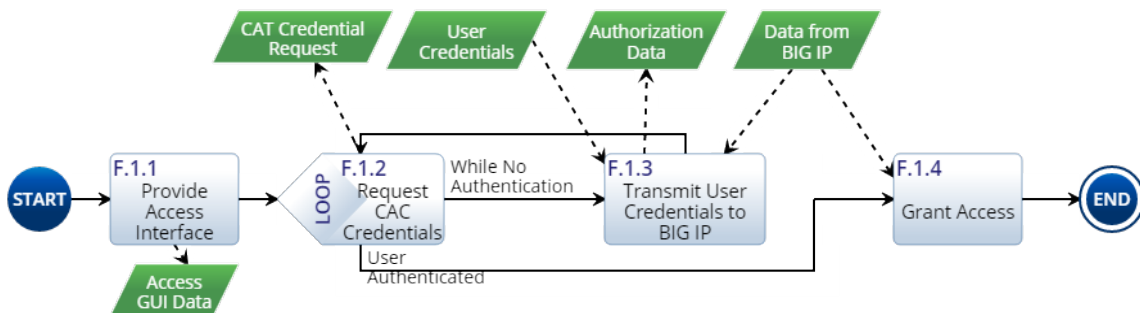 CAT Credential
Request
User
Credentials
Authorization
Data
Data from
BIG IP
START
F.1.1
Provide
Access
Interface
LOOP
F.1.2
Request
CAC
Credentials
While No
Authentication
F.1.3
Transmit User
Credentials to
BIG IP
F.1.4
Grant Access
END
User
Authenticated
Access
GUI Data